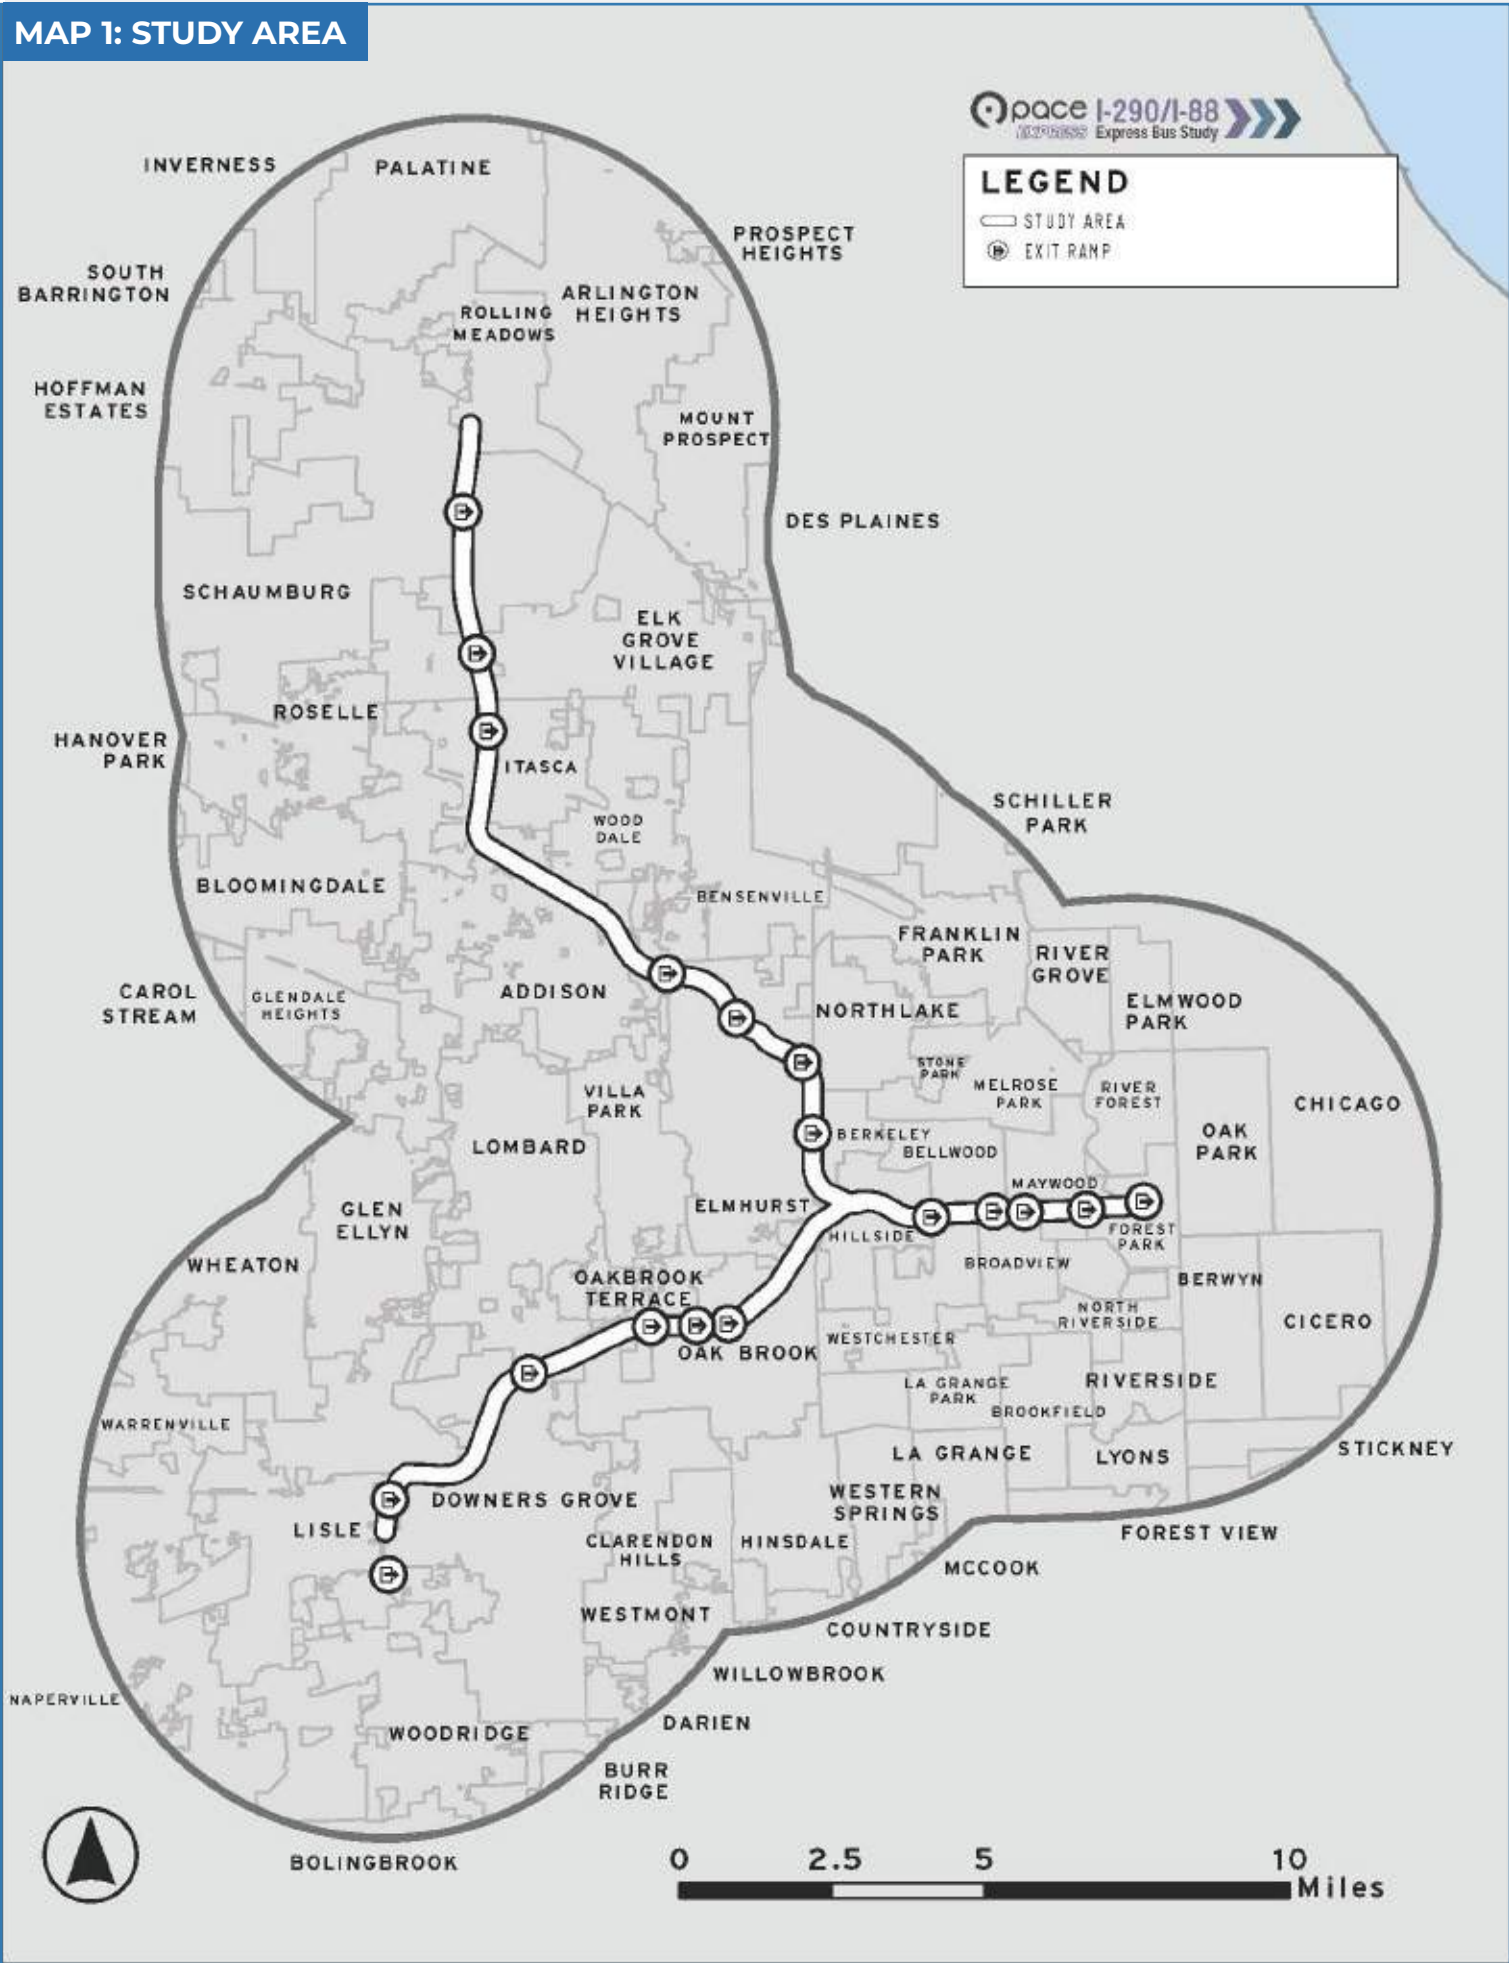 MAP 1: STUDY AREA
pace I-290/I-88
EXPRESS Express Bus Study
LEGEND
STUDY AREA
EXIT RAMP
INVERNESS
PALATINE
PROSPECT
HEIGHTS
SOUTH
BARRINGTON
ARLINGTON
HEIGHTS
ROLLING
MEADOWS
HOFFMAN
ESTATES
MOUNT
PROSPECT
DES PLAINES
SCHAUMBURG
ELK
GROVE
VILLAGE
ROSELLE
HANOVER
PARK
ITASCA
SCHILLER
PARK
WOOD
DALE
BLOOMINGDALE
BENSENVILLE
FRANKLIN
PARK
RIVER
GROVE
CAROL
STREAM
GLENDALE
HEIGHTS
ADDISON
NORTHLAKE
ELMWOOD
PARK
STONE
PARK
MELROSE
PARK
RIVER
FOREST
VILLA
PARK
CHICAGO
OAK
PARK
LOMBARD
BERKELEY
BELLWOOD
MAYWOOD
ELMHURST
GLEN
ELLYN
HILLSIDE
FOREST
PARK
WHEATON
BROADVIEW
BERWYN
OAKBROOK
TERRACE
NORTH
RIVERSIDE
CICERO
OAK BROOK
WESTCHESTER
LA GRANGE
PARK
RIVERSIDE
BROOKFIELD
WARRENVILLE
LA GRANGE
LYONS
STICKNEY
WESTERN
SPRINGS
DOWNERS GROVE
LISLE
CLARENDON
HILLS
HINSDALE
FOREST VIEW
MCCOOK
WESTMONT
COUNTRYSIDE
WILLOWBROOK
NAPERVILLE
WOODRIDGE
DARIEN
BURR
RIDGE
BOLINGBROOK
0 2.5 5 10
Miles